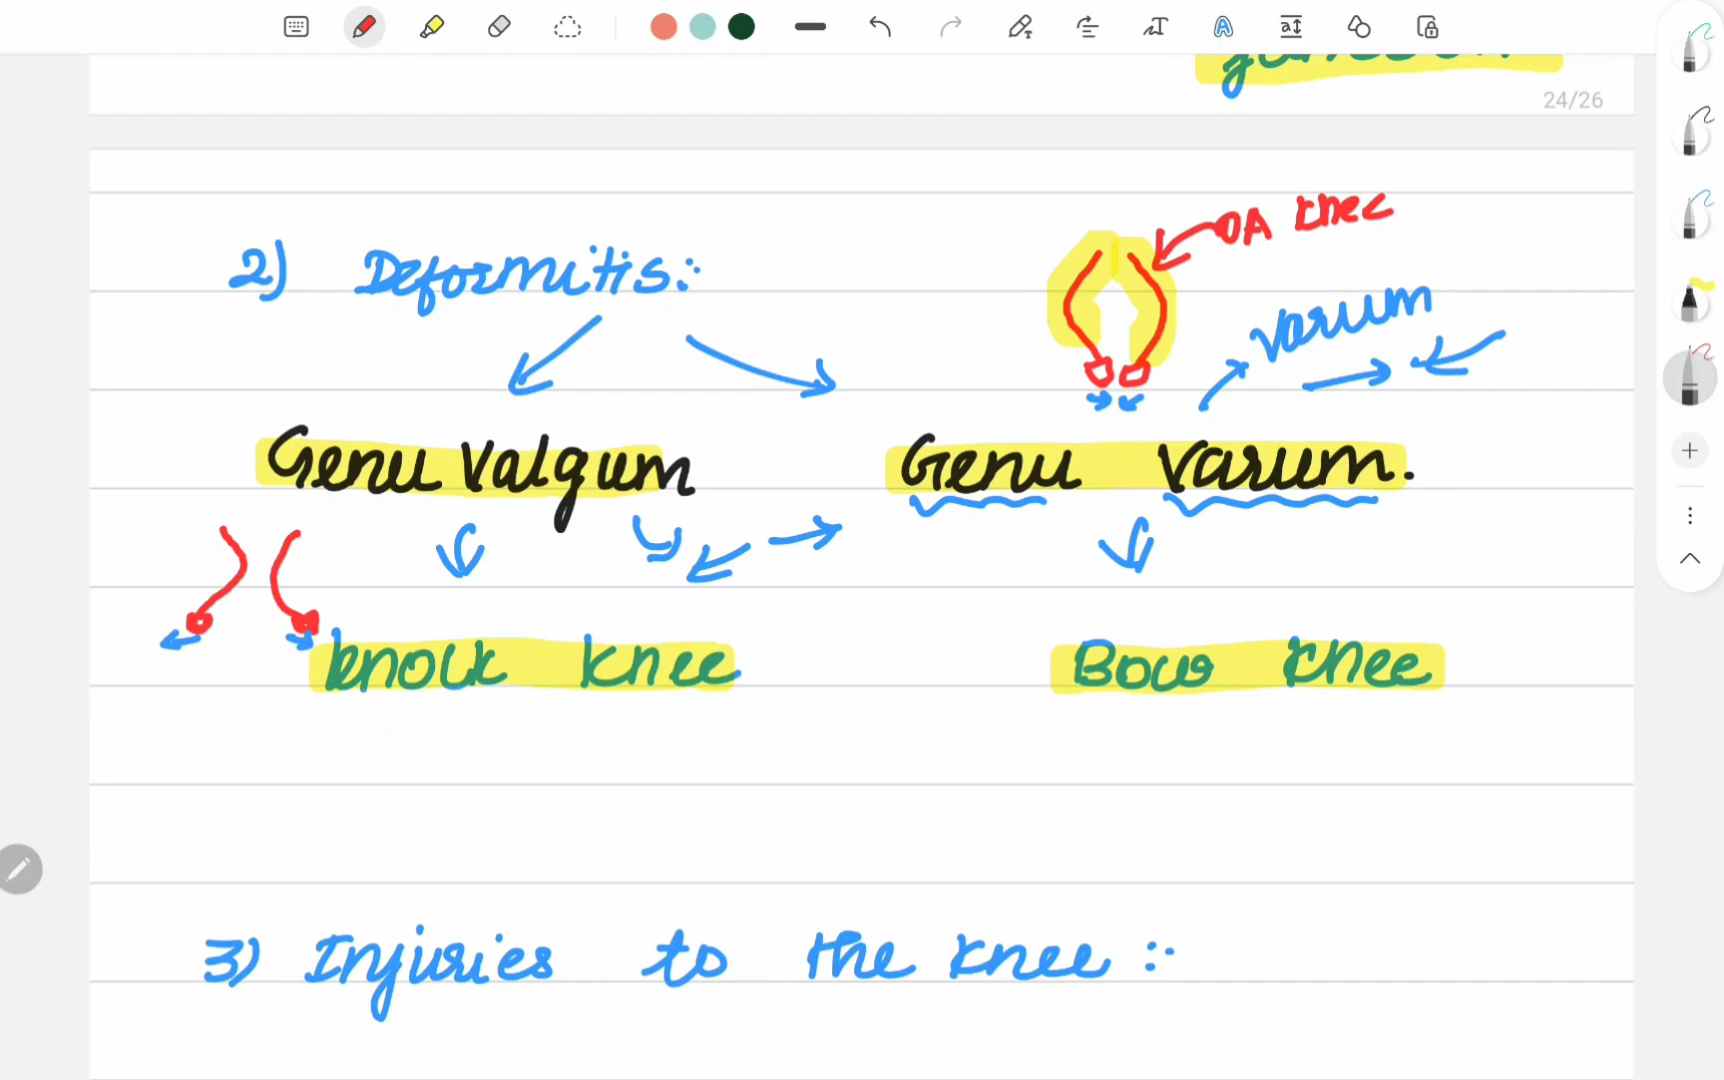 24/26
OA knee
2) Deformitis:
varum
Genu Valgum
Genu Varum.
knock knee
Bow knee
3) Injuries to the knee :-